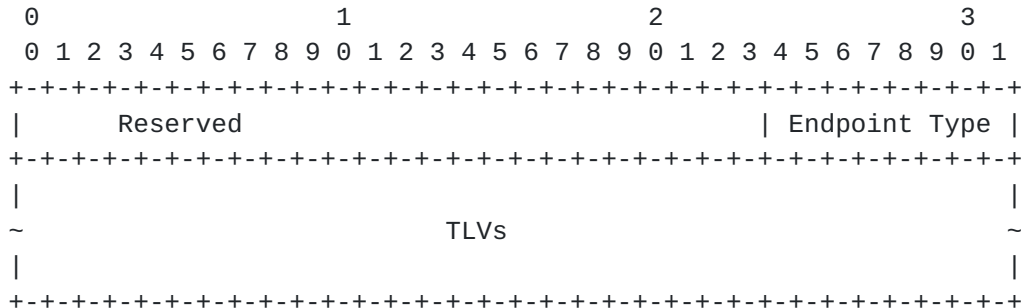 0                   1                   2                   3
 0 1 2 3 4 5 6 7 8 9 0 1 2 3 4 5 6 7 8 9 0 1 2 3 4 5 6 7 8 9 0 1
+-+-+-+-+-+-+-+-+-+-+-+-+-+-+-+-+-+-+-+-+-+-+-+-+-+-+-+-+-+-+-+-+
|      Reserved                                 | Endpoint Type |
+-+-+-+-+-+-+-+-+-+-+-+-+-+-+-+-+-+-+-+-+-+-+-+-+-+-+-+-+-+-+-+-+
|                                                               |
~                           TLVs                                ~
|                                                               |
+-+-+-+-+-+-+-+-+-+-+-+-+-+-+-+-+-+-+-+-+-+-+-+-+-+-+-+-+-+-+-+-+